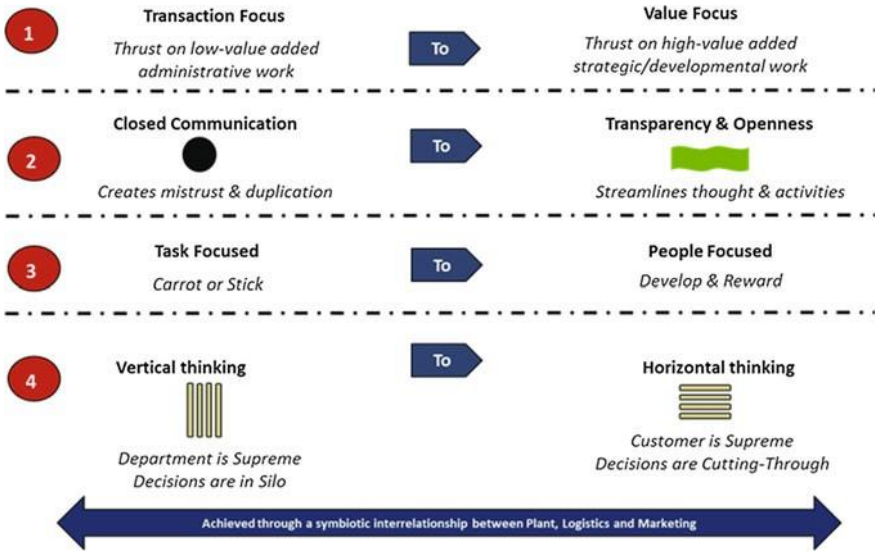 1
Transaction Focus
To
Value Focus
Thrust on low-value added
administrative work
Thrust on high-value added
strategic/developmental work
2
Closed Communication
To
Transparency & Openness
Creates mistrust & duplication
Streamlines thought & activities
3
Task Focused
To
People Focused
Carrot or Stick
Develop & Reward
4
Vertical thinking
To
Horizontal thinking
Department is Supreme
Decisions are in Silo
Customer is Supreme
Decisions are Cutting-Through
Achieved through a symbiotic interrelationship between Plant, Logistics and Marketing